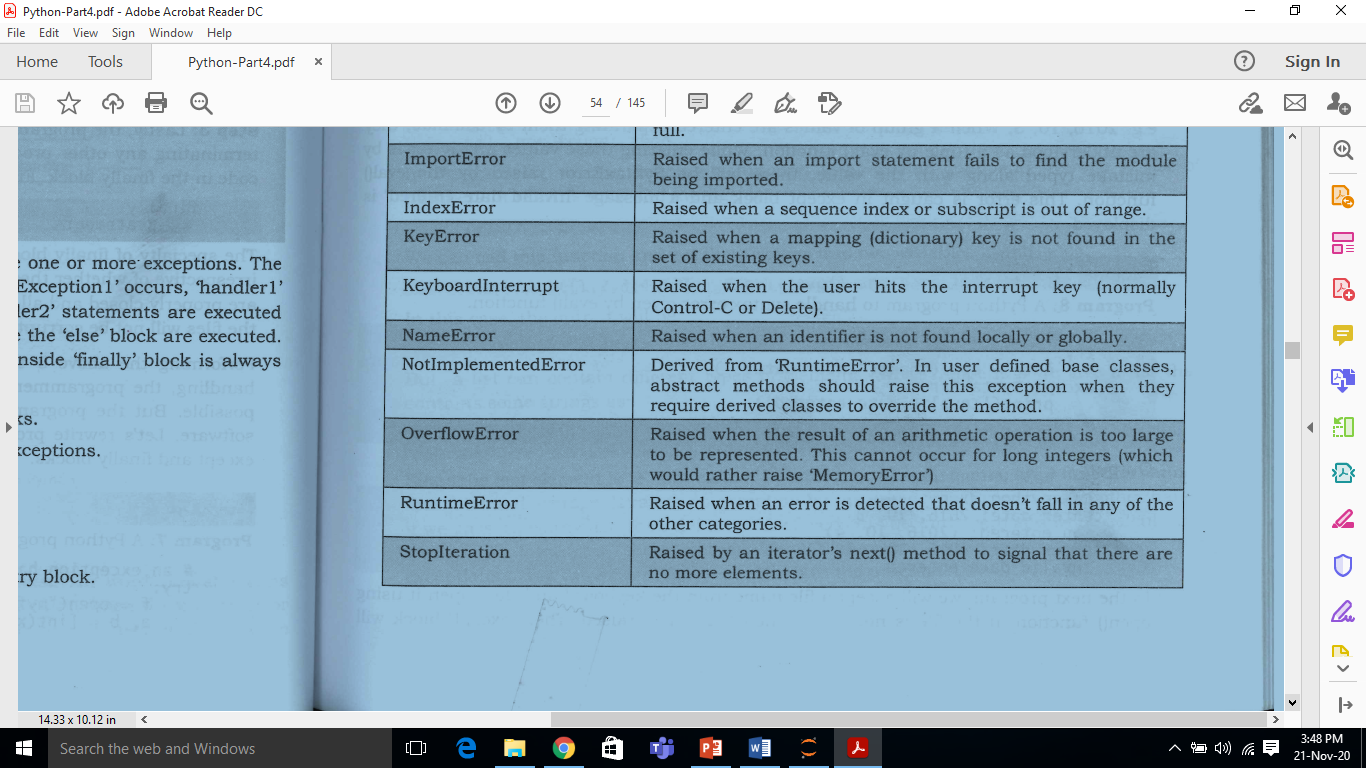 Python-Part4.pdf - Adobe Acrobat Reader DC
File Edit View Sign Window Help
Home Tools Python-Part4.pdf × Sign In
54 / 145
full.
ImportError Raised when an import statement fails to find the module
being imported.
IndexError Raised when a sequence index or subscript is out of range.
KeyError Raised when a mapping (dictionary) key is not found in the
set of existing keys.
KeyboardInterrupt Raised when the user hits the interrupt key (normally
Control-C or Delete).
NameError Raised when an identifier is not found locally or globally.
NotImplementedError Derived from 'RuntimeError'. In user defined base classes,
abstract methods should raise this exception when they
require derived classes to override the method.
OverflowError Raised when the result of an arithmetic operation is too large
to be represented. This cannot occur for long integers (which
would rather raise 'MemoryError')
RuntimeError Raised when an error is detected that doesn't fall in any of the
other categories.
StopIteration Raised by an iterator's next() method to signal that there are
no more elements.
one or more exceptions. The
Exception1' occurs, 'handler1'
ler2' statements are executed
the 'else' block are executed.
nside 'finally' block is always
ks.
xceptions.
ry block.
14.33 x 10.12 in
Search the web and Windows
3:48 PM
21-Nov-20